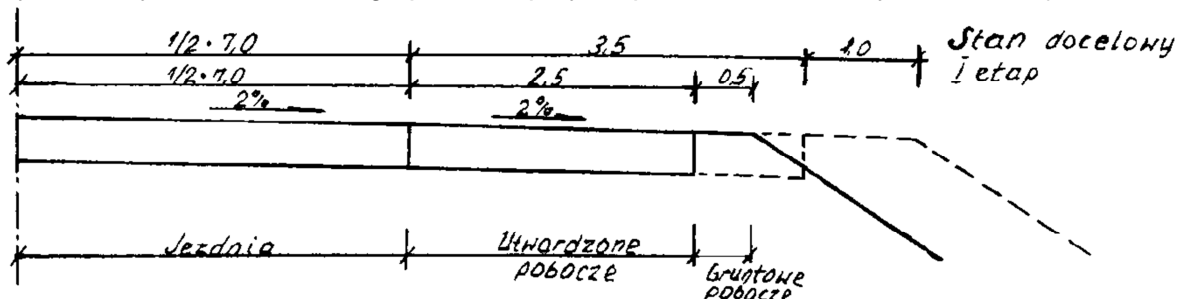 1/2·7,0 3,5 1,0 Stan docelowy
1/2·7,0 2,5 0,5 I etap
2% 2%
Jezdnia Utwardzone pobocze Gruntowe pobocze